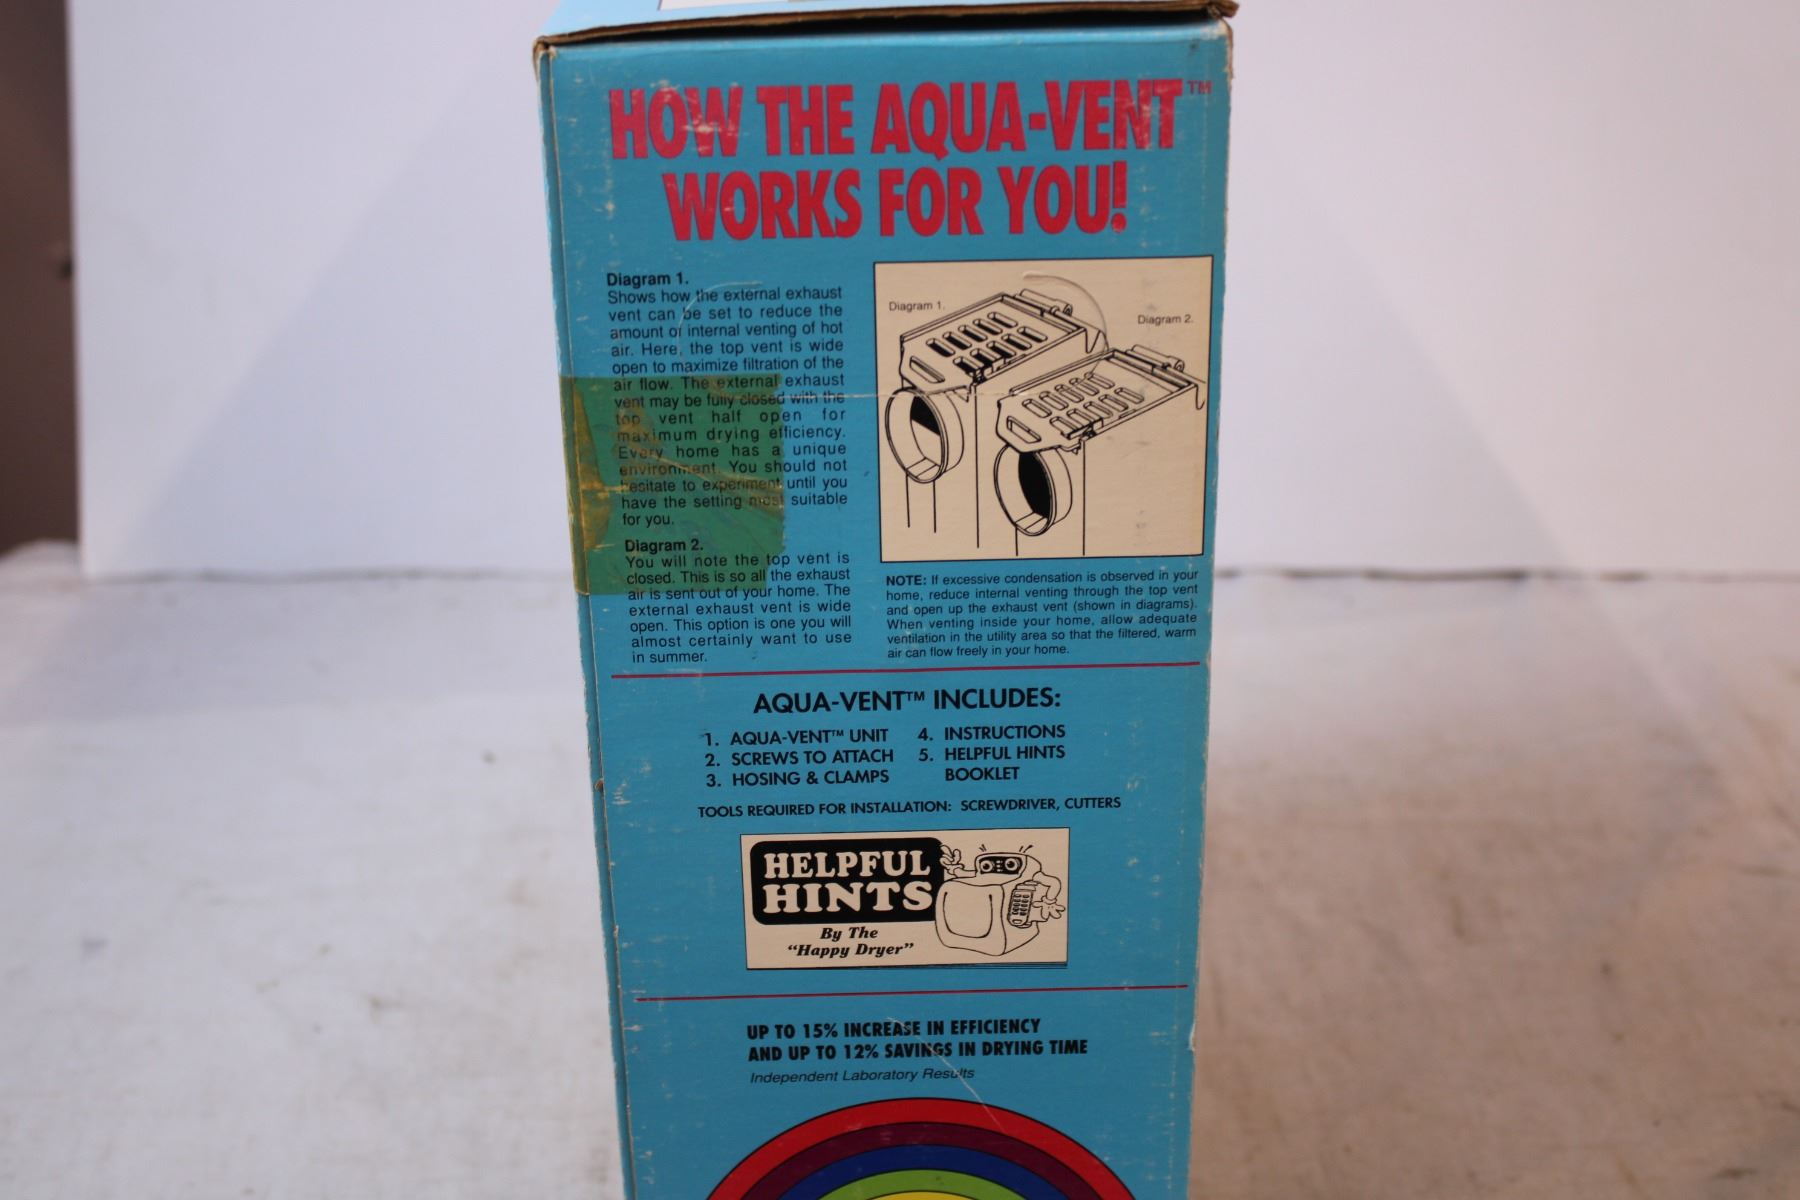 HOW THE AQUA-VENT™
WORKS FOR YOU!
Diagram 1.
Shows how the external exhaust
vent can be set to reduce the
amount of internal venting of hot
air. Here, the top vent is wide
open to maximize filtration of the
air flow. The external exhaust
vent may be fully closed with the
top vent half open for
maximum drying efficiency.
Every home has a unique
environment. You should not
hesitate to experiment until you
have the setting most suitable
for you.
Diagram 2.
You will note the top vent is
closed. This is so all the exhaust
air is sent out of your home. The
external exhaust vent is wide
open. This option is one you will
almost certainly want to use
in summer.
Diagram 1.
Diagram 2.
NOTE: If excessive condensation is observed in your
home, reduce internal venting through the top vent
and open up the exhaust vent (shown in diagrams).
When venting inside your home, allow adequate
ventilation in the utility area so that the filtered, warm
air can flow freely in your home.
AQUA-VENT™ INCLUDES:
1. AQUA-VENT™ UNIT
2. SCREWS TO ATTACH
3. HOSING & CLAMPS
4. INSTRUCTIONS
5. HELPFUL HINTS
BOOKLET
TOOLS REQUIRED FOR INSTALLATION: SCREWDRIVER, CUTTERS
HELPFUL
HINTS
By The
"Happy Dryer"
UP TO 15% INCREASE IN EFFICIENCY
AND UP TO 12% SAVINGS IN DRYING TIME
Independent Laboratory Results